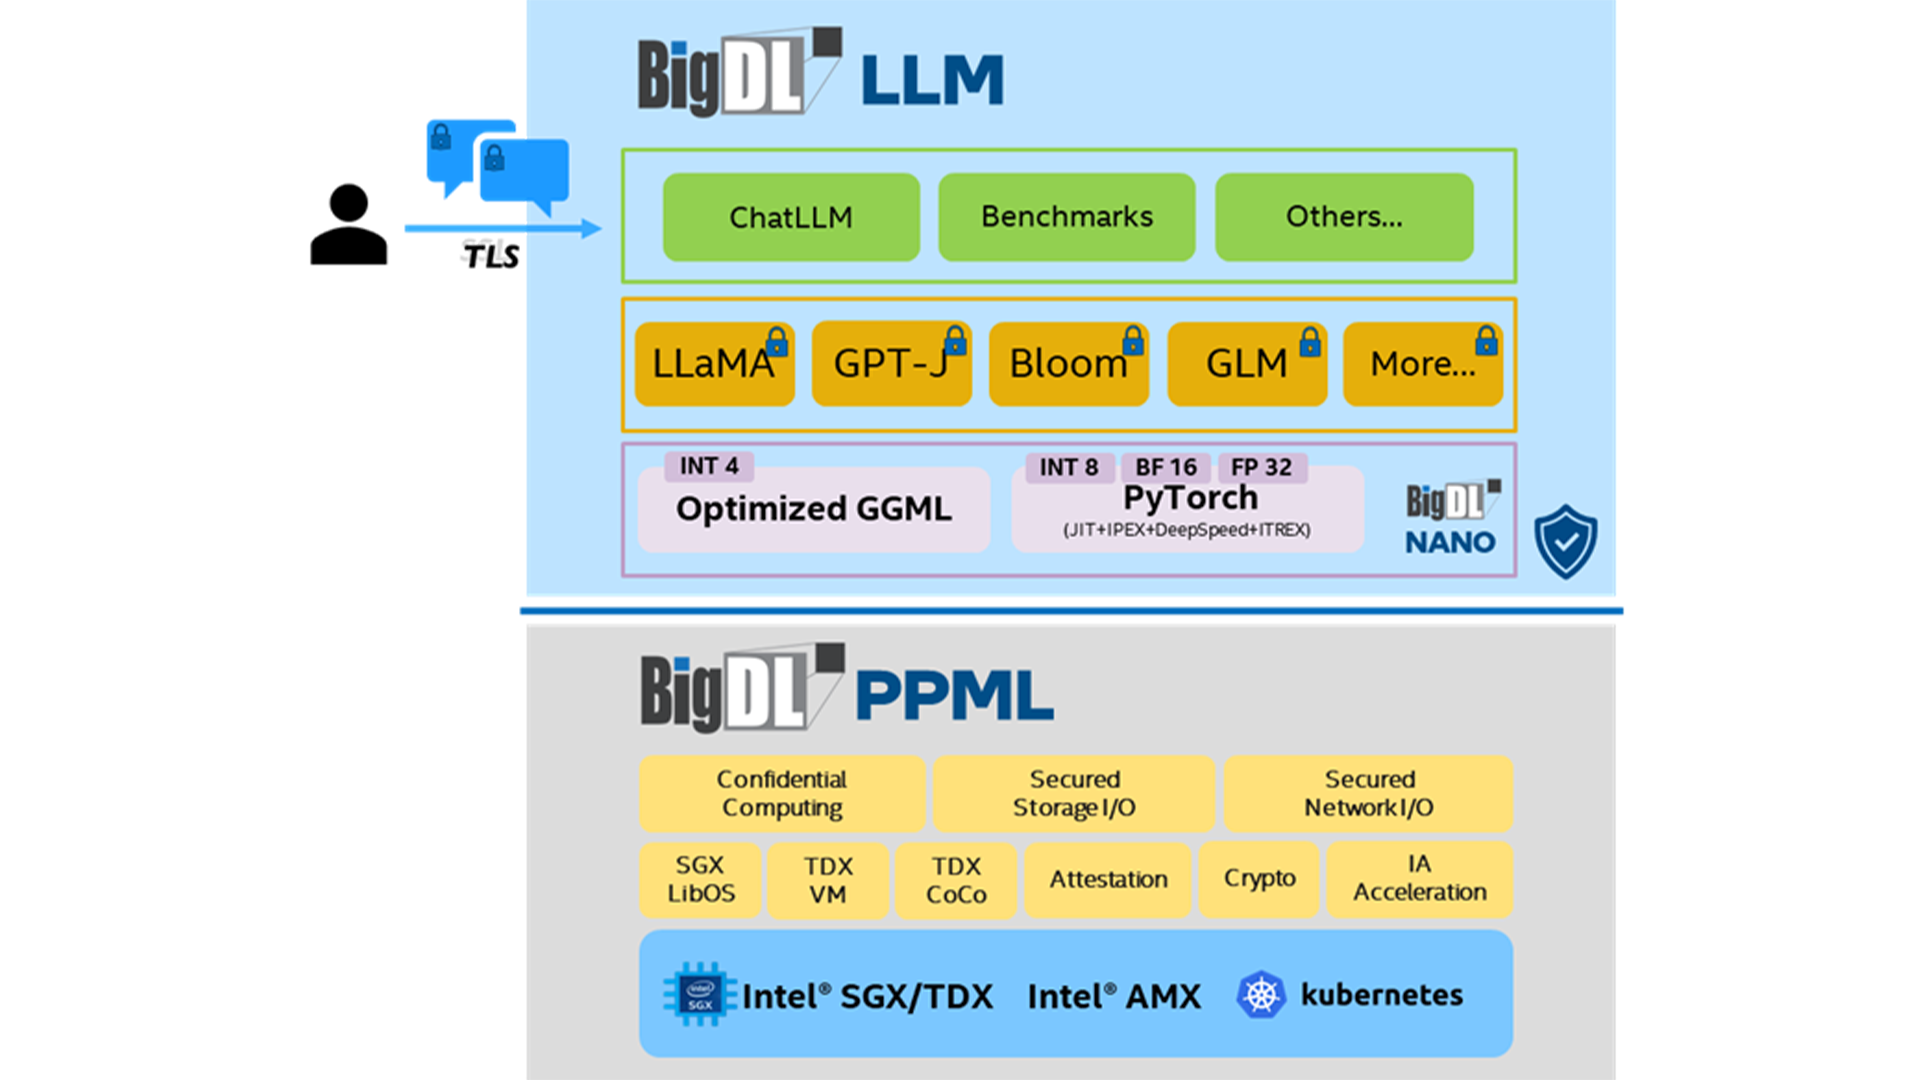 BigDL LLM
TLS
ChatLLM
Benchmarks
Others...
LLaMA
GPT-J
Bloom
GLM
More...
INT 4
Optimized GGML
INT 8
BF 16
FP 32
PyTorch
(JIT+IPEX+DeepSpeed+ITREX)
BigDL
NANO
BigDL PPML
Confidential
Computing
Secured
Storage I/O
Secured
Network I/O
SGX
LibOS
TDX
VM
TDX
CoCo
Attestation
Crypto
IA
Acceleration
intel
SGX
Intel® SGX/TDX
Intel® AMX
kubernetes